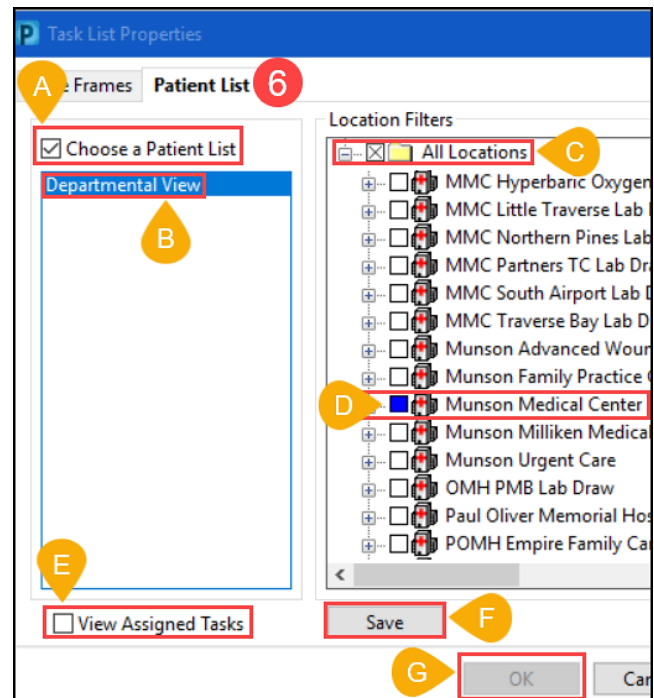 P Task List Properties
A e Frames Patient List 6
Location Filters
Choose a Patient List
All Locations C
Departmental View
B
MMC Hyperbaric Oxygen
MMC Little Traverse Lab
MMC Northern Pines Lab
MMC Partners TC Lab Dr
MMC South Airport Lab
MMC Traverse Bay Lab D
Munson Advanced Wour
Munson Family Practice
D Munson Medical Center
Munson Milliken Medical
Munson Urgent Care
OMH PMB Lab Draw
Paul Oliver Memorial Hos
POMH Empire Family Ca
E
View Assigned Tasks
Save F
G OK Car